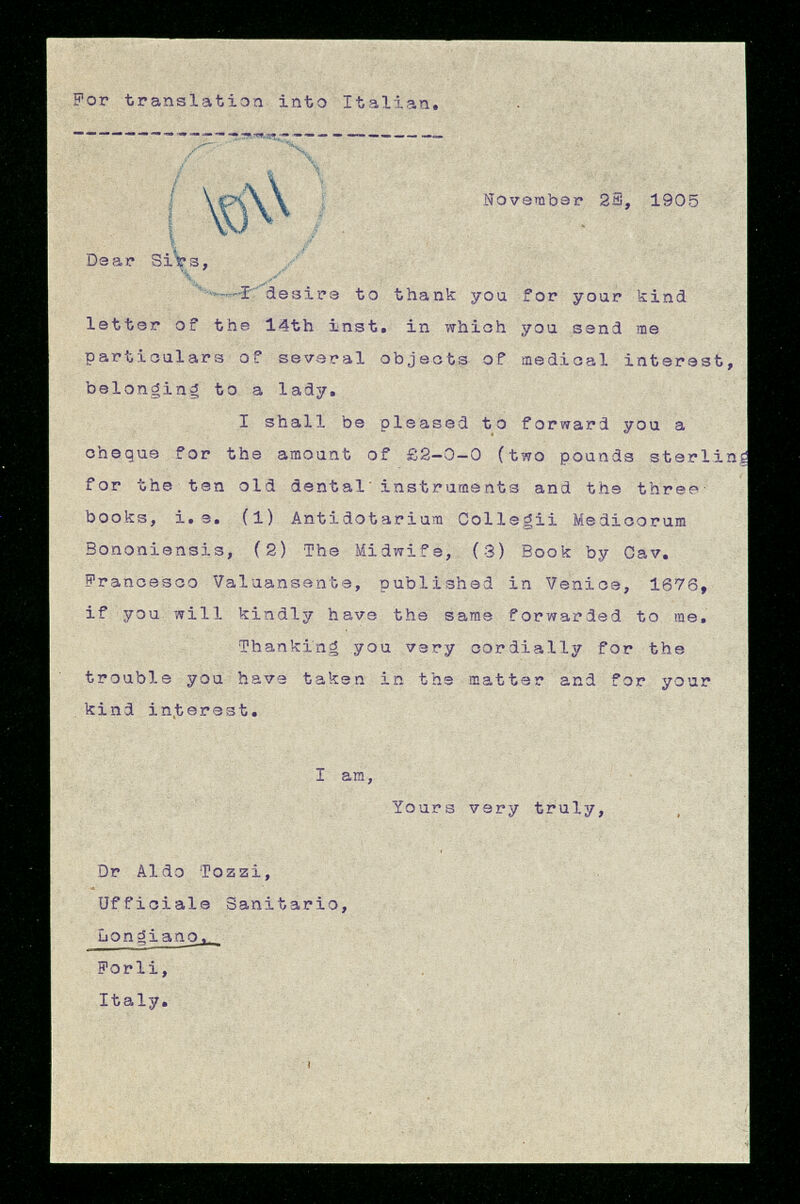 For translation into Italian.
1011
November 25, 1905
Dear Sirs,
I desire to thank you for your kind
letter of the 14th inst. in which you send me
particulars of several objects of medical interest,
belonging to a lady.
I shall be pleased to forward you a
cheque for the amount of £2-0-0 (two pounds sterling
for the ten old dental instruments and the three
books, i.e. (1) Antidotarium Collegii Medicorum
Bononiensis, (2) The Midwife, (3) Book by Cav.
Francesco Valuansente, published in Venice, 1676,
if you will kindly have the same forwarded to me.
Thanking you very cordially for the
trouble you have taken in the matter and for your
kind interest.
I am,
Yours very truly,
Dr Aldo Tozzi,
Ufficiale Sanitario,
Longiano,
Forli,
Italy.